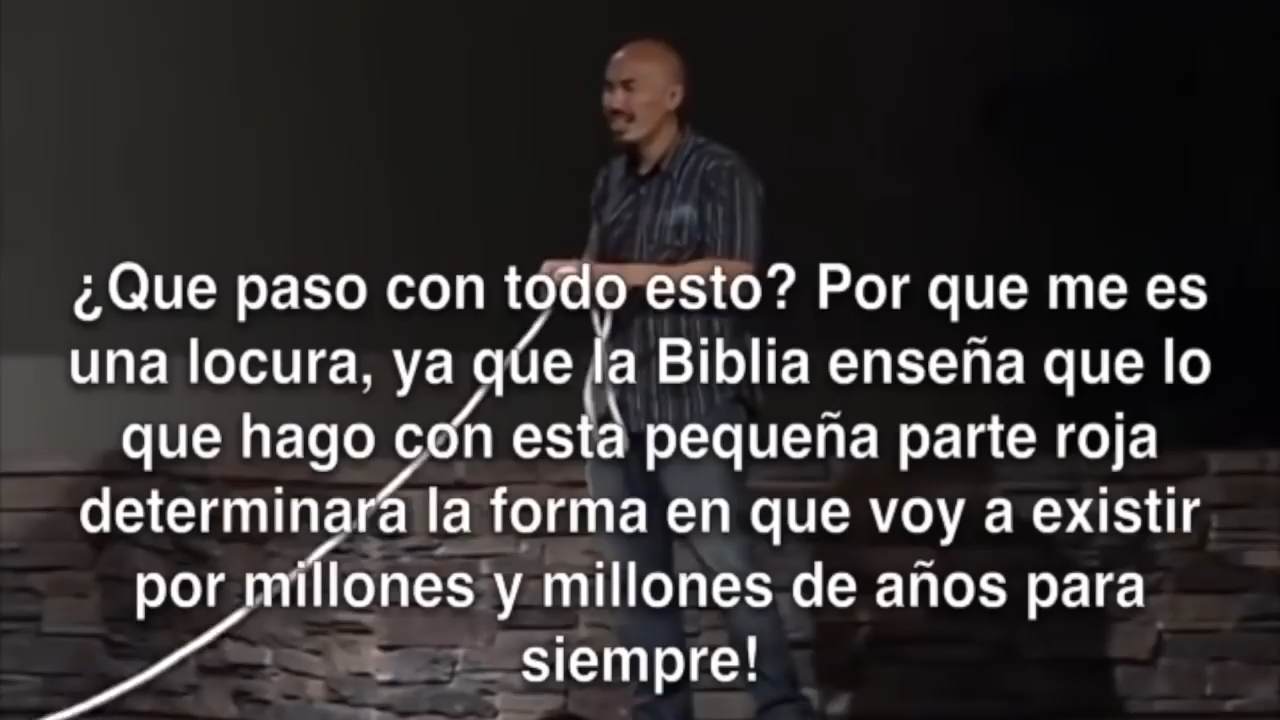 ¿Que paso con todo esto? Por que me es
una locura, ya que la Biblia enseña que lo
que hago con esta pequeña parte roja
determinara la forma en que voy a existir
por millones y millones de años para
siempre!